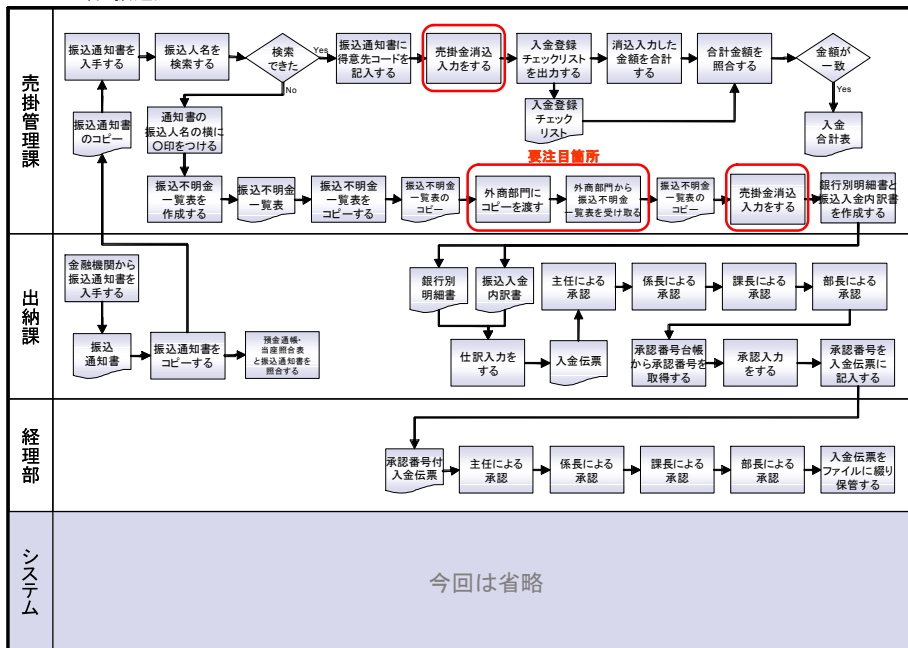 売掛管理課
振込通知書を
入手する
振込人名を
検索する
検索
できた
Yes
No
振込通知書に
得意先コードを
記入する
売掛金消込
入力をする
入金登録
チェックリスト
を出力する
消込入力した
金額を合計
する
合計金額を
照合する
金額が
一致
Yes
振込通知書
のコピー
通知書の
振込人名の横に
〇印をつける
入金登録
チェック
リスト
入金
合計表
要注目箇所
振込不明金
一覧表を
作成する
振込不明金
一覧表
振込不明金
一覧表を
コピーする
振込不明金
一覧表の
コピー
外商部門に
コピーを渡す
外商部門から
振込不明金
一覧表を受け取る
振込不明金
一覧表の
コピー
売掛金消込
入力をする
銀行別明細書と
振込入金内訳書
を作成する
出納課
金融機関から
振込通知書を
入手する
銀行別
明細書
振込入金
内訳書
主任による
承認
係長による
承認
課長による
承認
部長による
承認
振込
通知書
振込通知書を
コピーする
預金通帳・
当座照合表
と振込通知書を
照合する
仕訳入力を
する
入金伝票
承認番号台帳
から承認番号を
取得する
承認入力
をする
承認番号を
入金伝票に
記入する
経理部
承認番号付
入金伝票
主任による
承認
係長による
承認
課長による
承認
部長による
承認
入金伝票を
ファイルに綴り
保管する
システム
今回は省略